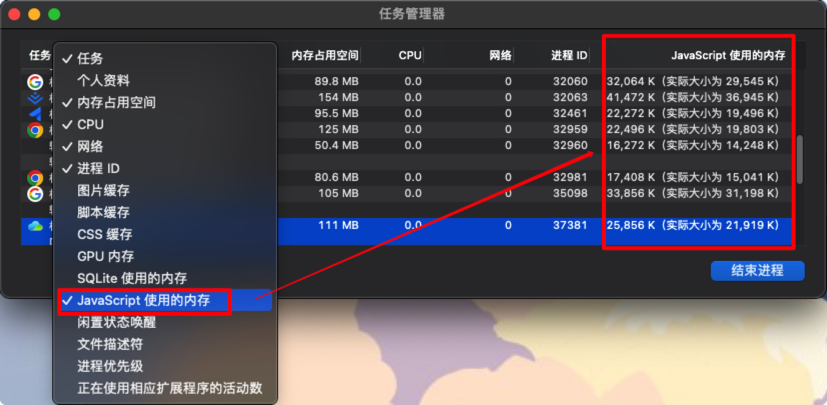 任务管理器
任务
内存占用空间 CPU 网络 进程 ID JavaScript 使用的内存
89.8 MB 0.0 0 32060 32,064 K（实际大小为 29,545 K）
154 MB 0.0 0 32063 41,472 K（实际大小为 36,945 K）
95.5 MB 0.0 0 32461 22,272 K（实际大小为 19,496 K）
125 MB 0.0 0 32959 22,496 K（实际大小为 19,803 K）
50.4 MB 0.0 0 32960 16,272 K（实际大小为 14,248 K）
80.6 MB 0.0 0 32981 17,408 K（实际大小为 15,041 K）
105 MB 0.0 0 35098 33,856 K（实际大小为 31,198 K）
111 MB 0.0 0 37381 25,856 K（实际大小为 21,919 K）
结束进程
✓ 任务
个人资料
✓ 内存占用空间
✓ CPU
✓ 网络
✓ 进程 ID
图片缓存
脚本缓存
CSS 缓存
GPU 内存
SQLite 使用的内存
✓ JavaScript 使用的内存
闲置状态唤醒
文件描述符
进程优先级
正在使用相应扩展程序的活动数